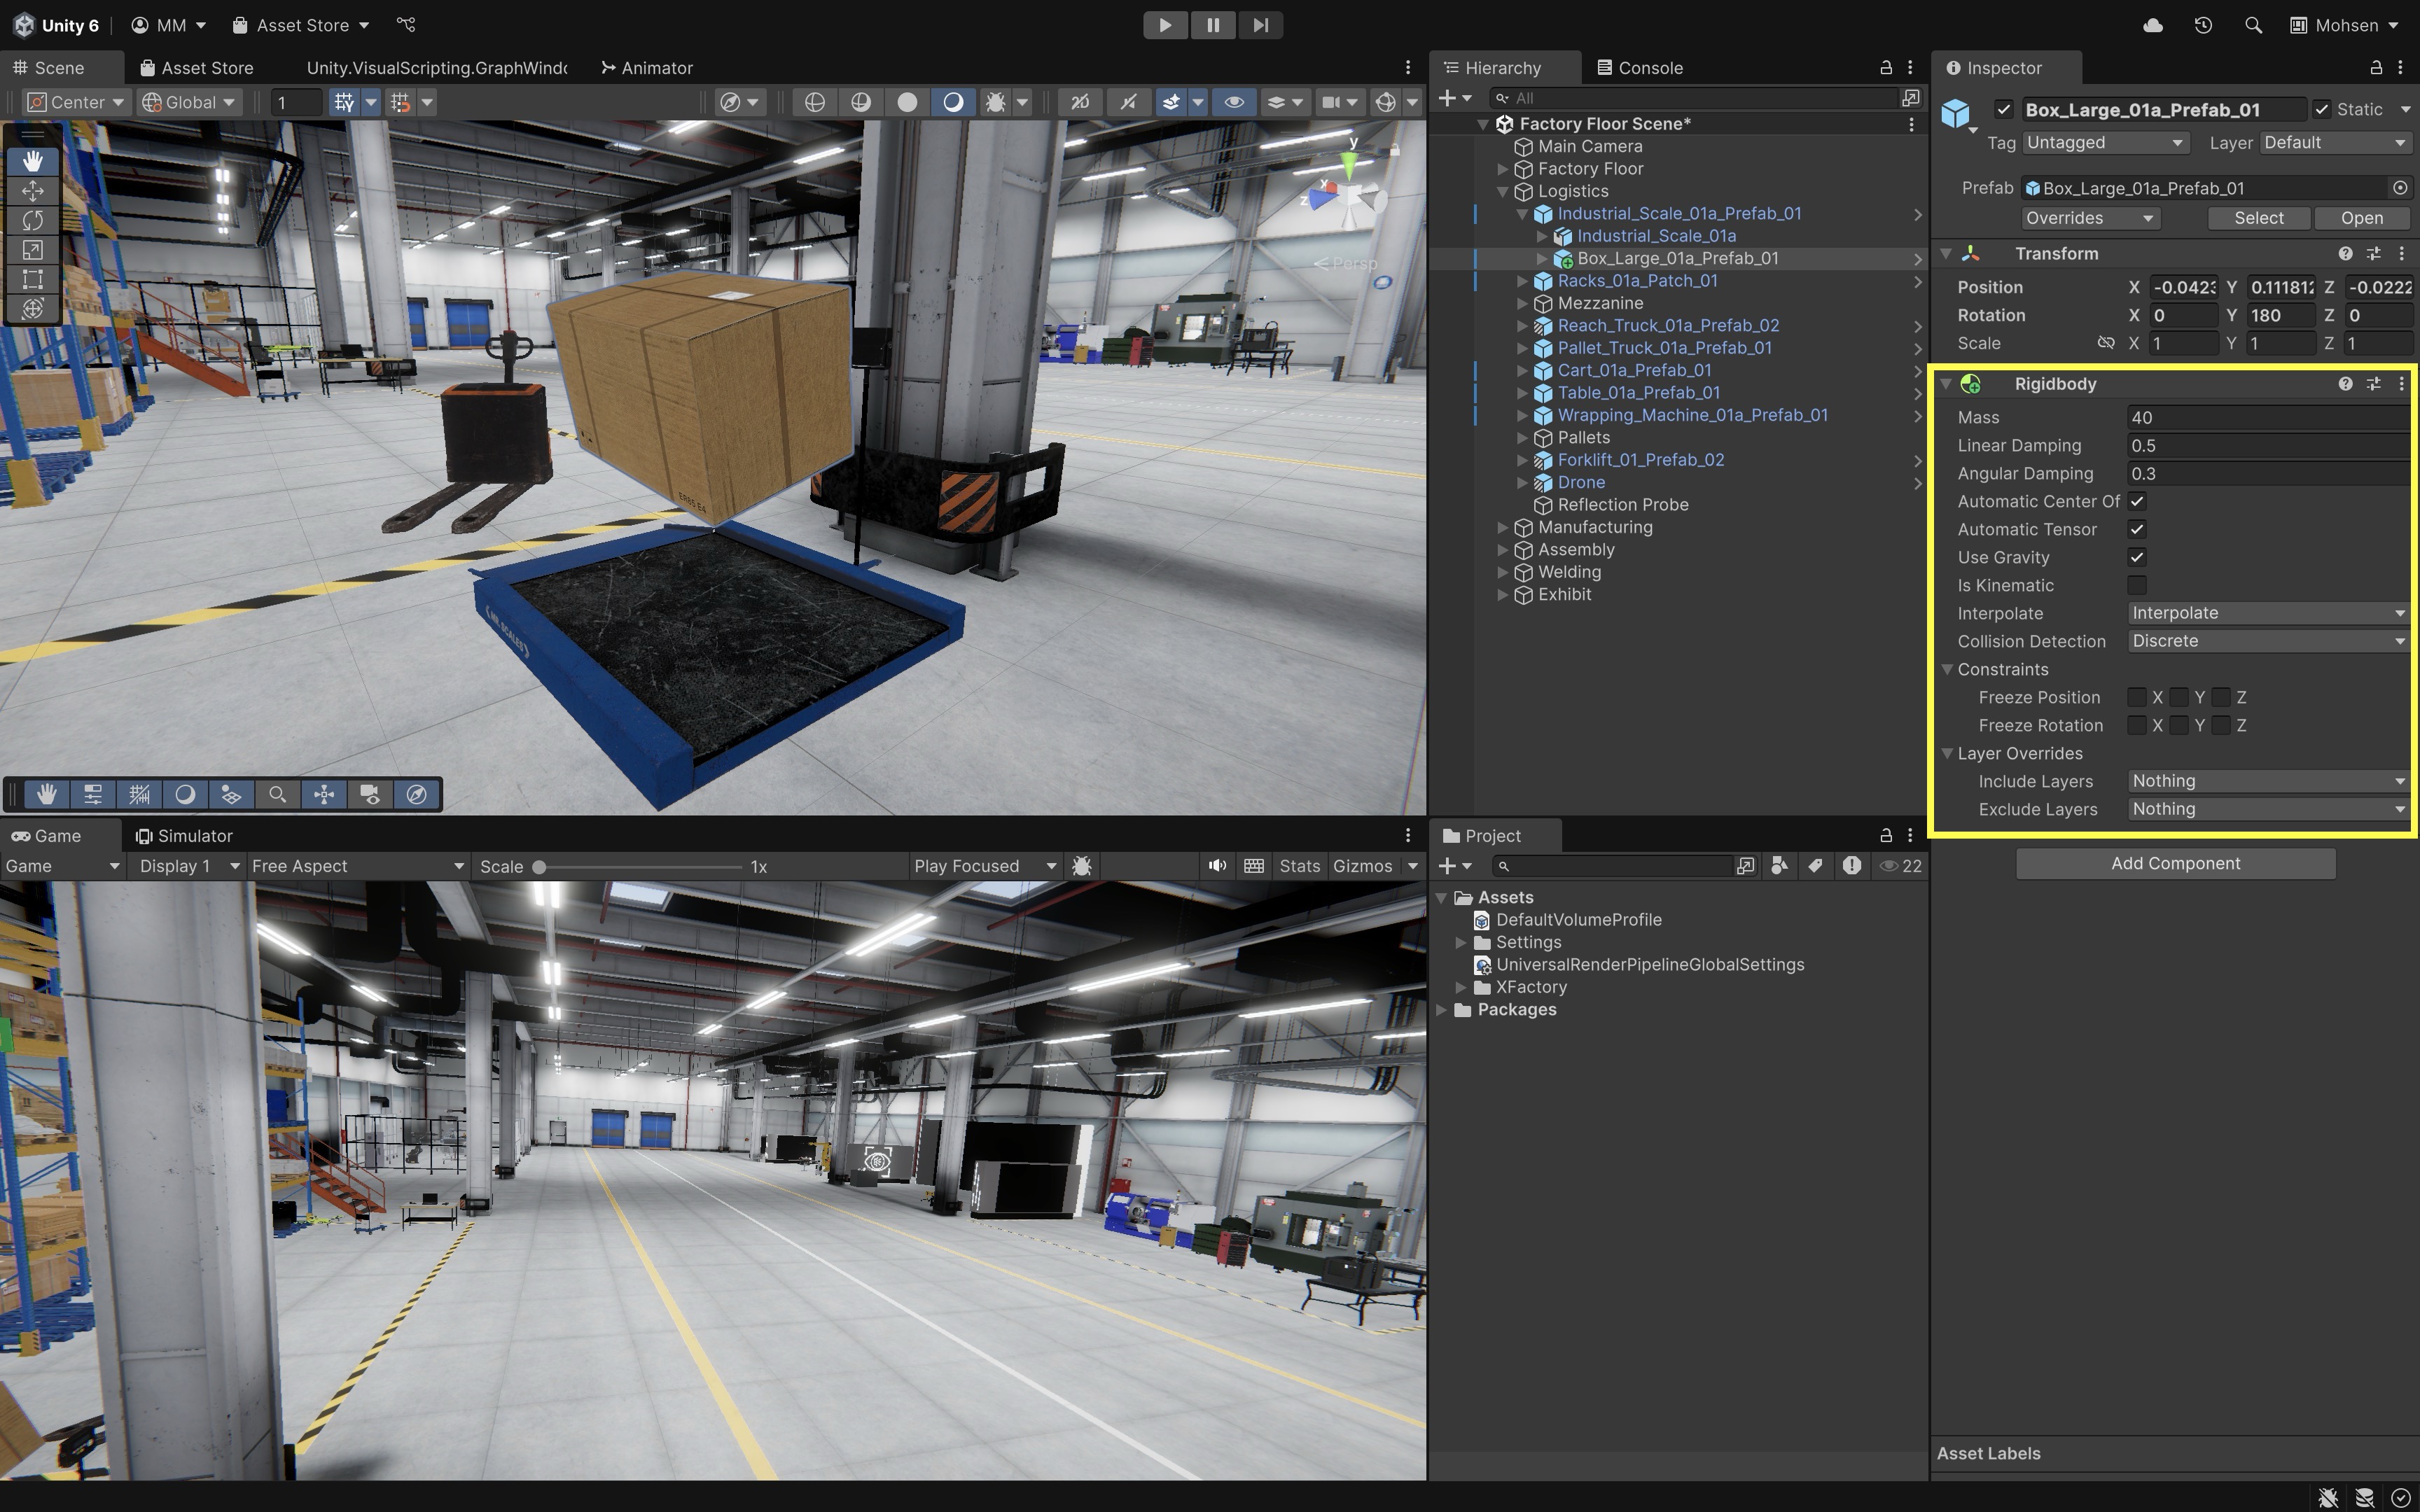 Unity 6
MM
Asset Store
Mohsen
Scene
Asset Store
Unity.VisualScripting.GraphWindo
Animator
Center
Global
1
2D
y
x
z
Persp
ERGS E4
Hierarchy
Console
All
Factory Floor Scene*
Main Camera
Factory Floor
Logistics
Industrial_Scale_01a_Prefab_01
Industrial_Scale_01a
Box_Large_01a_Prefab_01
Racks_01a_Patch_01
Mezzanine
Reach_Truck_01a_Prefab_02
Pallet_Truck_01a_Prefab_01
Cart_01a_Prefab_01
Table_01a_Prefab_01
Wrapping_Machine_01a_Prefab_01
Pallets
Forklift_01_Prefab_02
Drone
Reflection Probe
Manufacturing
Assembly
Welding
Exhibit
Inspector
Box_Large_01a_Prefab_01
Static
Tag
Untagged
Layer
Default
Prefab
Box_Large_01a_Prefab_01
Overrides
Select
Open
Transform
Position X -0.042 Y 0.11181 Z -0.0222
Rotation X 0 Y 180 Z 0
Scale X 1 Y 1 Z 1
Rigidbody
Mass 40
Linear Damping 0.5
Angular Damping 0.3
Automatic Center Of
Automatic Tensor
Use Gravity
Is Kinematic
Interpolate Interpolate
Collision Detection Discrete
Constraints
Freeze Position X Y Z
Freeze Rotation X Y Z
Layer Overrides
Include Layers Nothing
Exclude Layers Nothing
Add Component
Asset Labels
Game
Simulator
Game
Display 1
Free Aspect
Scale
1x
Play Focused
Stats
Gizmos
Project
22
Assets
DefaultVolumeProfile
Settings
UniversalRenderPipelineGlobalSettings
XFactory
Packages